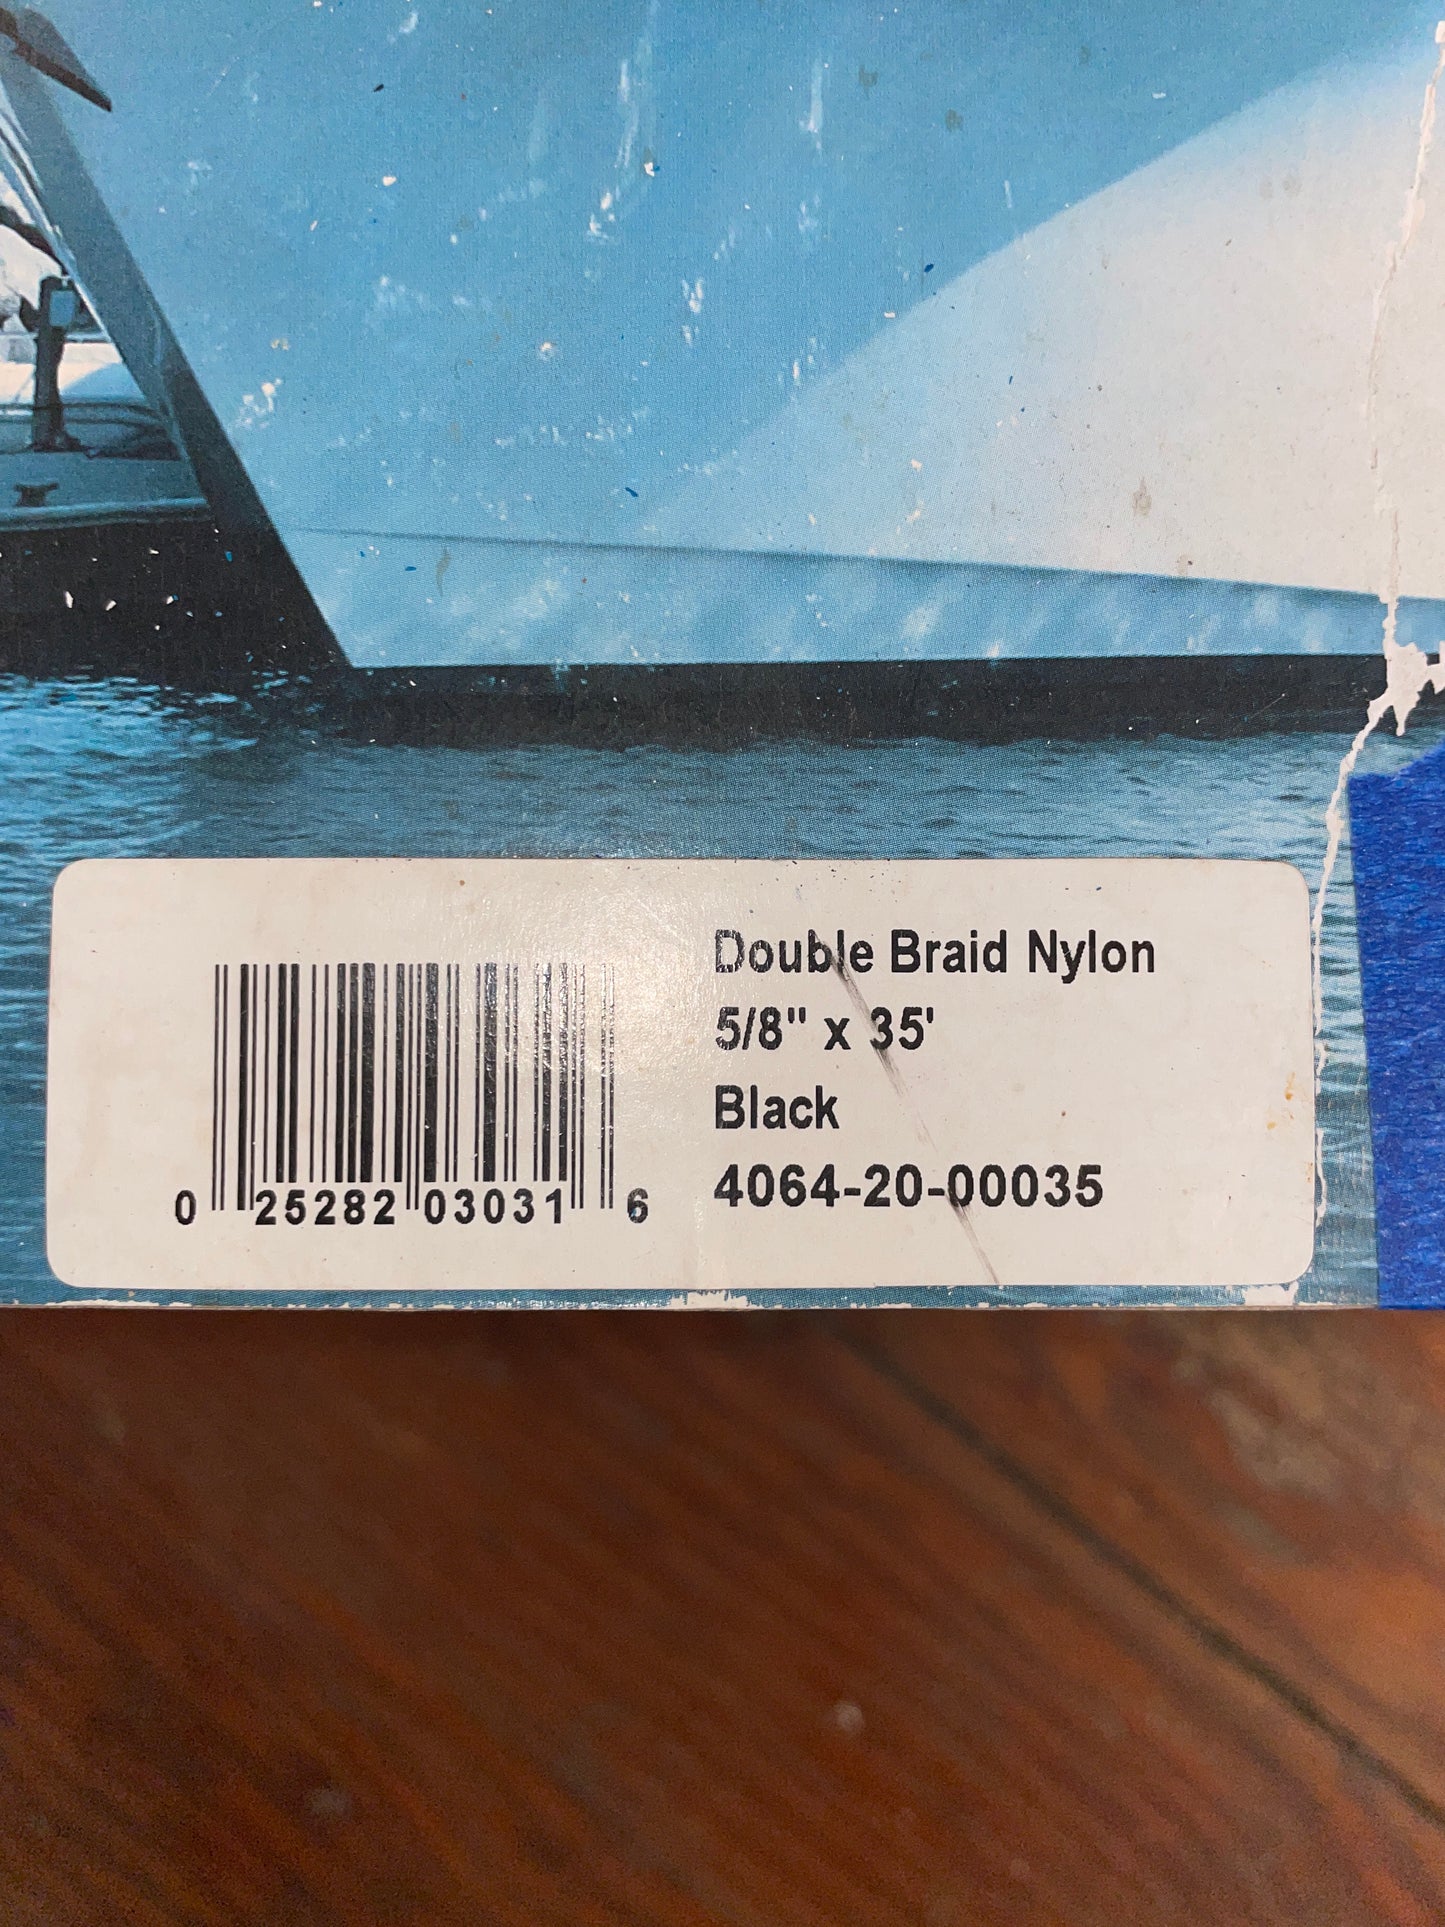 Double Braid Nylon
5/8" x 35'
Black
4064-20-00035
0 25282 03031 6